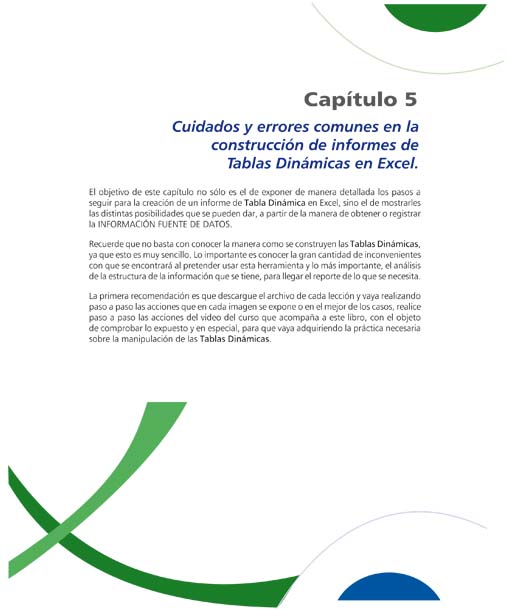 Capítulo 5
Cuidados y errores comunes en la
construcción de informes de
Tablas Dinámicas en Excel.
El objetivo de este capítulo no sólo es el de exponer de manera detallada los pasos a
seguir para la creación de un informe de Tabla Dinámica en Excel, sino el de mostrarles
las distintas posibilidades que se pueden dar, a partir de la manera de obtener o registrar
la INFORMACIÓN FUENTE DE DATOS.
Recuerde que no basta con conocer la manera como se construyen las Tablas Dinámicas,
ya que esto es muy sencillo. Lo importante es conocer la gran cantidad de inconvenientes
con que se encontrará al pretender usar esta herramienta y lo más importante, el análisis
de la estructura de la información que se tiene, para llegar el reporte de lo que se necesita.
La primera recomendación es que descargue el archivo de cada lección y vaya realizando
paso a paso las acciones que en cada imagen se expone o en el mejor de los casos, realice
paso a paso las acciones del video del curso que acompaña a este libro, con el objeto
de comprobar lo expuesto y en especial, para que vaya adquiriendo la práctica necesaria
sobre la manipulación de las Tablas Dinámicas.